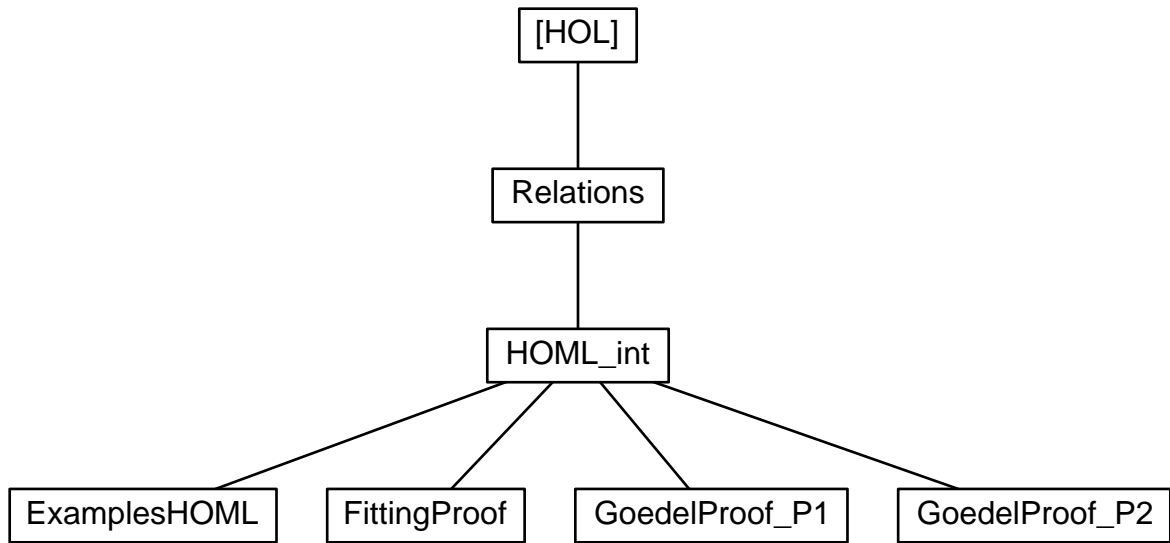 [HOL]
Relations
HOML_int
ExamplesHOML
FittingProof
GoedelProof_P1
GoedelProof_P2